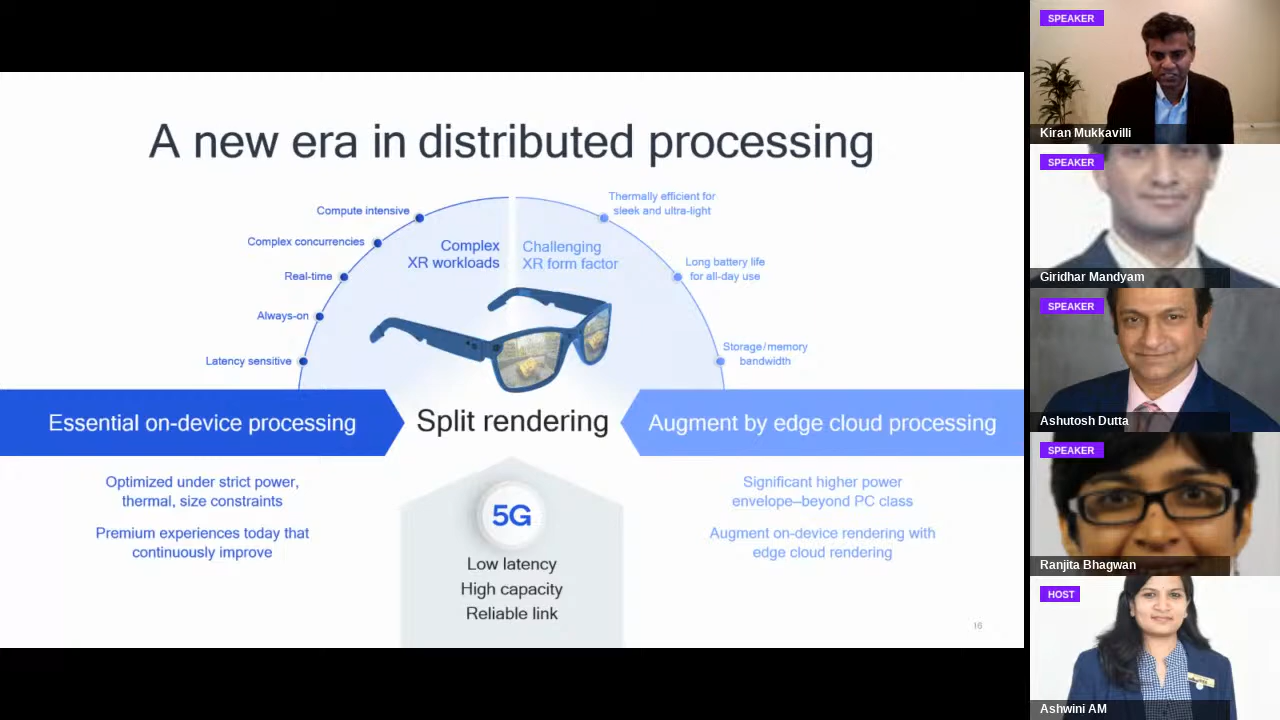 A new era in distributed processing
Compute intensive
Complex concurrencies
Real-time
Always-on
Latency sensitive
Complex
XR workloads
Challenging
XR form factor
Thermally efficient for
sleek and ultra-light
Long battery life
for all-day use
Storage/memory
bandwidth
Essential on-device processing
Split rendering
Augment by edge cloud processing
Optimized under strict power,
thermal, size constraints
Premium experiences today that
continuously improve
5G
Low latency
High capacity
Reliable link
Significant higher power
envelope–beyond PC class
Augment on-device rendering with
edge cloud rendering
16
SPEAKER
Kiran Mukkavilli
SPEAKER
Giridhar Mandyam
SPEAKER
Ashutosh Dutta
SPEAKER
Ranjita Bhagwan
HOST
Ashwini AM